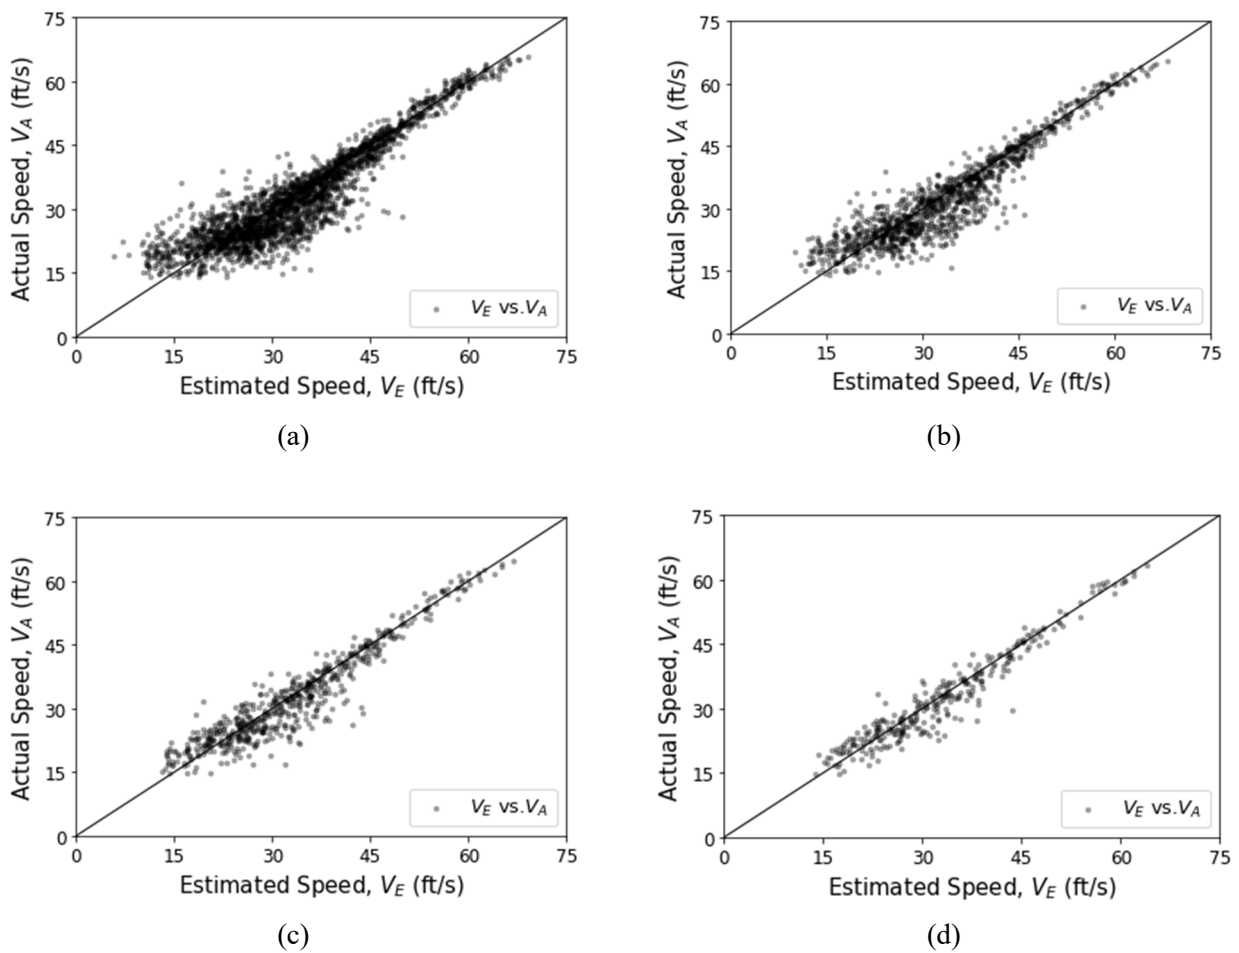 75
60
45
30
15
0
Actual Speed, V_A (ft/s)
V_E vs.V_A
0 15 30 45 60 75
Estimated Speed, V_E (ft/s)
(a)
75
60
45
30
15
0
Actual Speed, V_A (ft/s)
V_E vs.V_A
0 15 30 45 60 75
Estimated Speed, V_E (ft/s)
(b)
75
60
45
30
15
0
Actual Speed, V_A (ft/s)
V_E vs.V_A
0 15 30 45 60 75
Estimated Speed, V_E (ft/s)
(c)
75
60
45
30
15
0
Actual Speed, V_A (ft/s)
V_E vs.V_A
0 15 30 45 60 75
Estimated Speed, V_E (ft/s)
(d)